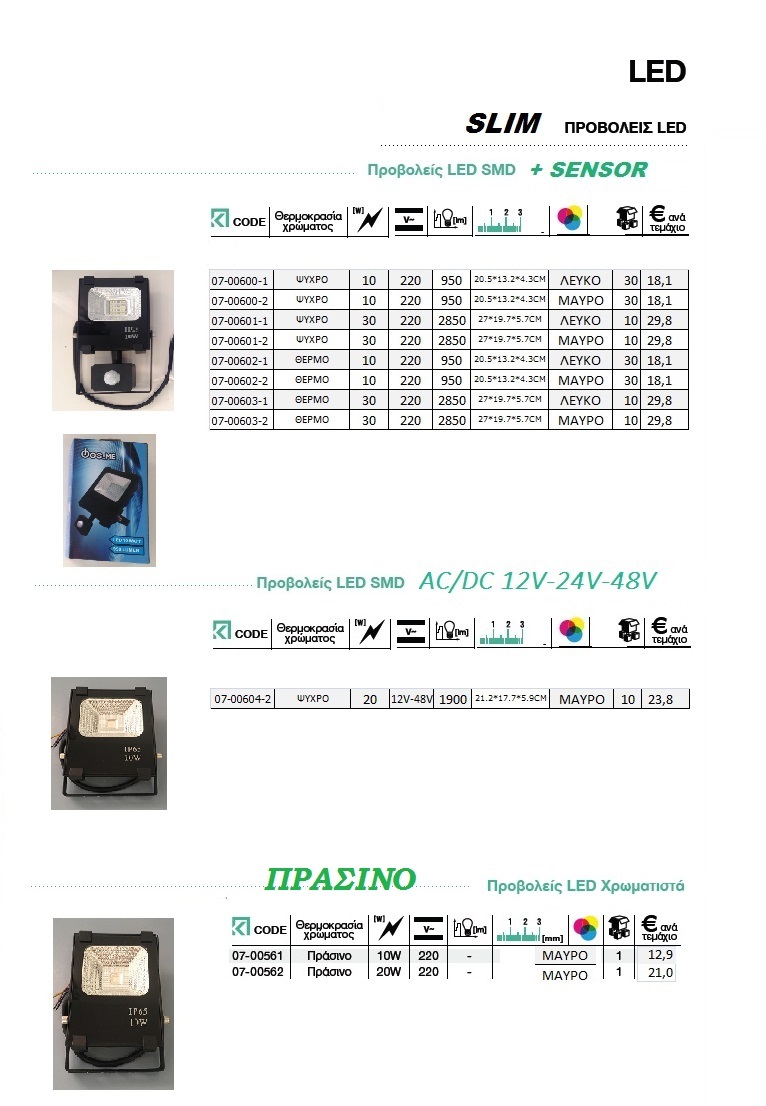 LED
SLIM ΠΡΟΒΟΛΕΙΣ LED
Προβολείς LED SMD + SENSOR
CODE Θερμοκρασία χρώματος [W] V~ [lm] 1 2 3 € ανά τεμάχιο
07-00600-1 ΨΥΧΡΟ 10 220 950 20.5*13.2*4.3CM ΛΕΥΚΟ 30 18,1
07-00600-2 ΨΥΧΡΟ 10 220 950 20.5*13.2*4.3CM ΜΑΥΡΟ 30 18,1
07-00601-1 ΨΥΧΡΟ 30 220 2850 27*19.7*5.7CM ΛΕΥΚΟ 10 29,8
07-00601-2 ΨΥΧΡΟ 30 220 2850 27*19.7*5.7CM ΜΑΥΡΟ 10 29,8
07-00602-1 ΘΕΡΜΟ 10 220 950 20.5*13.2*4.3CM ΛΕΥΚΟ 30 18,1
07-00602-2 ΘΕΡΜΟ 10 220 950 20.5*13.2*4.3CM ΜΑΥΡΟ 30 18,1
07-00603-1 ΘΕΡΜΟ 30 220 2850 27*19.7*5.7CM ΛΕΥΚΟ 10 29,8
07-00603-2 ΘΕΡΜΟ 30 220 2850 27*19.7*5.7CM ΜΑΥΡΟ 10 29,8
Προβολείς LED SMD AC/DC 12V-24V-48V
CODE Θερμοκρασία χρώματος [W] V~ [lm] 1 2 3 € ανά τεμάχιο
07-00604-2 ΨΥΧΡΟ 20 12V-48V 1900 21.2*17.7*5.9CM ΜΑΥΡΟ 10 23,8
IP65
10W
ΠΡΑΣΙΝΟ Προβολείς LED Χρωματιστά
CODE Θερμοκρασία χρώματος [W] V~ [lm] 1 2 3 [mm] € ανά τεμάχιο
07-00561 Πράσινο 10W 220 - ΜΑΥΡΟ 1 12,9
07-00562 Πράσινο 20W 220 - ΜΑΥΡΟ 1 21,0
IP65
10W